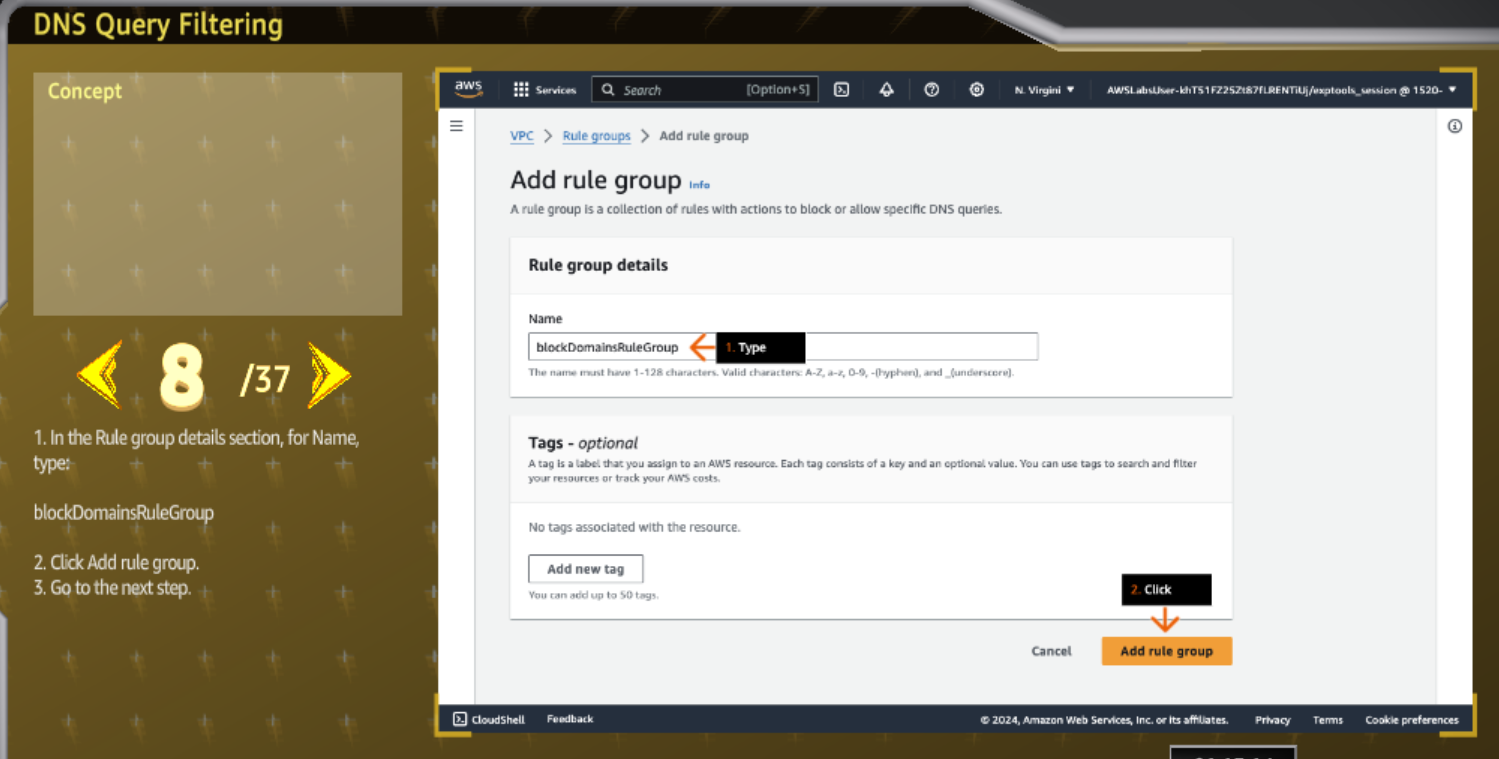 DNS Query Filtering
Concept
8 /37
1. In the Rule group details section, for Name,
type:
blockDomainsRuleGroup
2. Click Add rule group.
3. Go to the next step.
aws Services Search [Option+S] N. Virgini ▼
VPC > Rule groups > Add rule group
Add rule group Info
A rule group is a collection of rules with actions to block or allow specific DNS queries.
Rule group details
Name
blockDomainsRuleGroup
1. Type
The name must have 1-128 characters. Valid characters: A-Z, a-z, 0-9, -(hyphen), and _(underscore).
Tags - optional
A tag is a label that you assign to an AWS resource. Each tag consists of a key and an optional value. You can use tags to search and filter
your resources or track your AWS costs.
No tags associated with the resource.
Add new tag
You can add up to 50 tags.
2. Click
Cancel Add rule group
CloudShell Feedback © 2024, Amazon Web Services, Inc. or its affiliates. Privacy Terms Cookie preferences